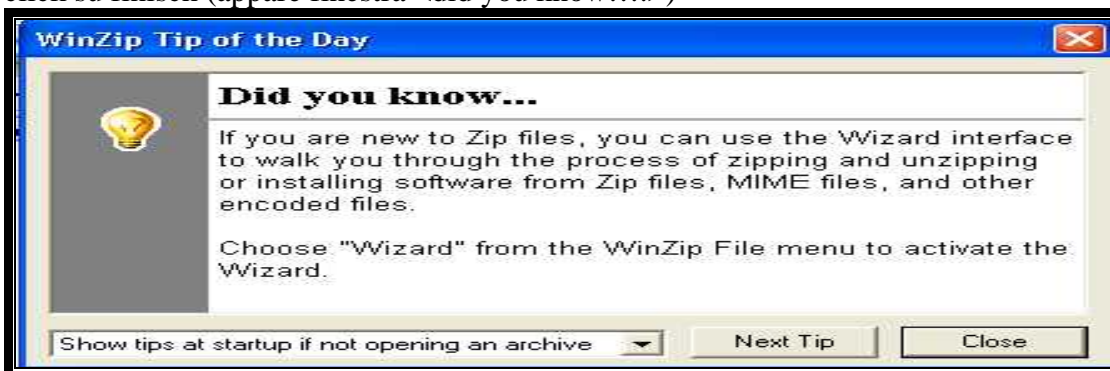 WinZip Tip of the Day
Did you know...
If you are new to Zip files, you can use the Wizard interface
to walk you through the process of zipping and unzipping
or installing software from Zip files, MIME files, and other
encoded files.
Choose "Wizard" from the WinZip File menu to activate the
Wizard.
Show tips at startup if not opening an archive
Next Tip
Close